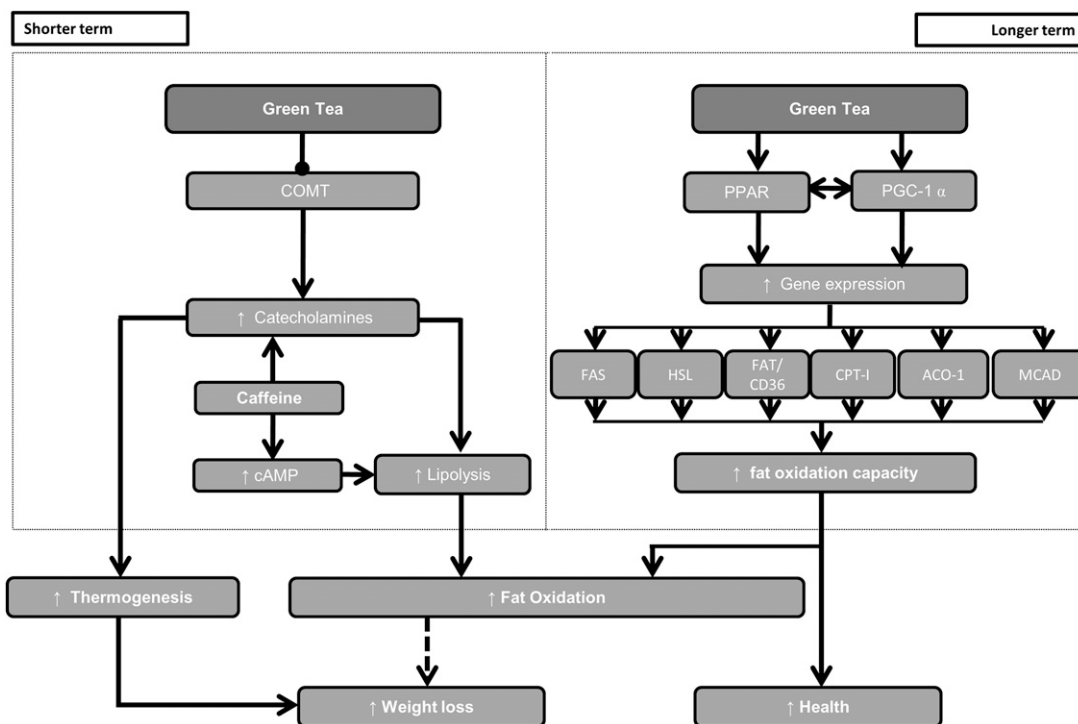 Shorter term
Longer term
Green Tea
Green Tea
COMT
PPAR
PGC-1 α
↑ Gene expression
↑ Catecholamines
FAS
HSL
FAT/
CD36
CPT-I
ACO-1
MCAD
Caffeine
↑ cAMP
↑ Lipolysis
↑ fat oxidation capacity
↑ Thermogenesis
↑ Fat Oxidation
↑ Weight loss
↑ Health